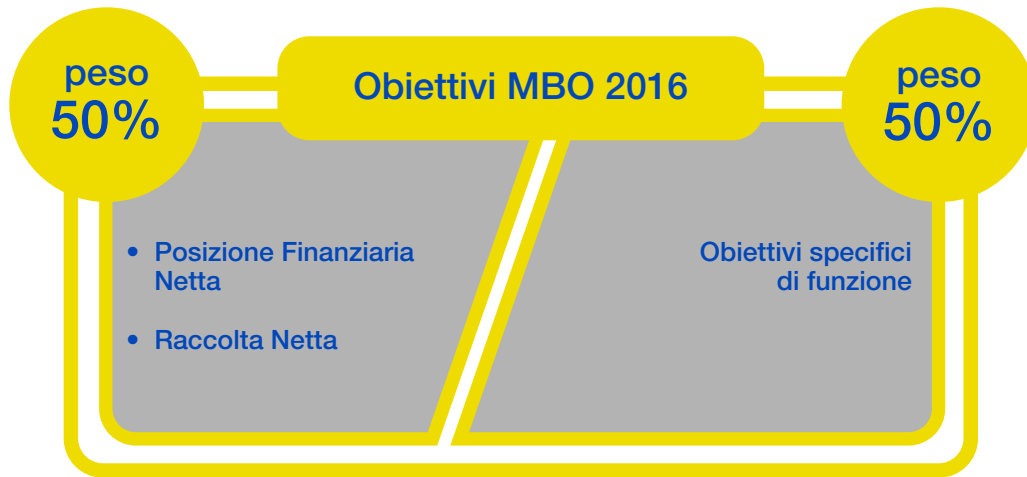 peso
50%
Obiettivi MBO 2016
peso
50%
• Posizione Finanziaria
Netta
• Raccolta Netta
Obiettivi specifici
di funzione